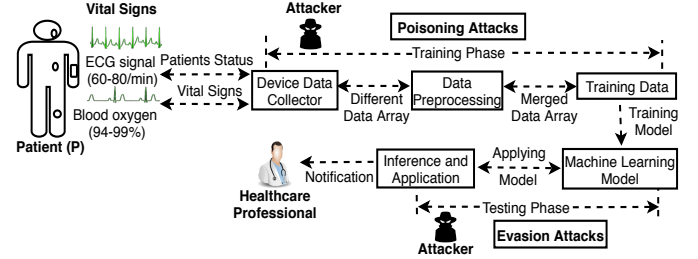 Vital Signs
Attacker
Poisoning Attacks
Training Phase
ECG signal
(60-80/min)
Patients Status
Vital Signs
Blood oxygen
(94-99%)
Patient (P)
Device Data
Collector
Different
Data Array
Data
Preprocessing
Merged
Data Array
Training Data
Training
Model
Machine Learning
Model
Applying
Model
Inference and
Application
Notification
Healthcare
Professional
Testing Phase
Attacker
Evasion Attacks